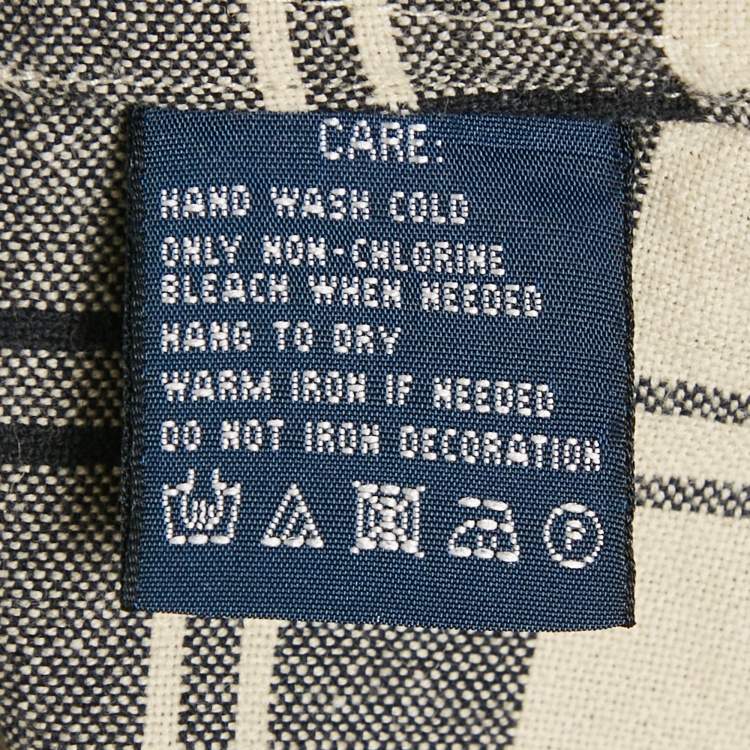 CARE:
HAND WASH COLD
ONLY NON-CHLORINE
BLEACH WHEN NEEDED
HANG TO DRY
WARM IRON IF NEEDED
DO NOT IRON DECORATION
P